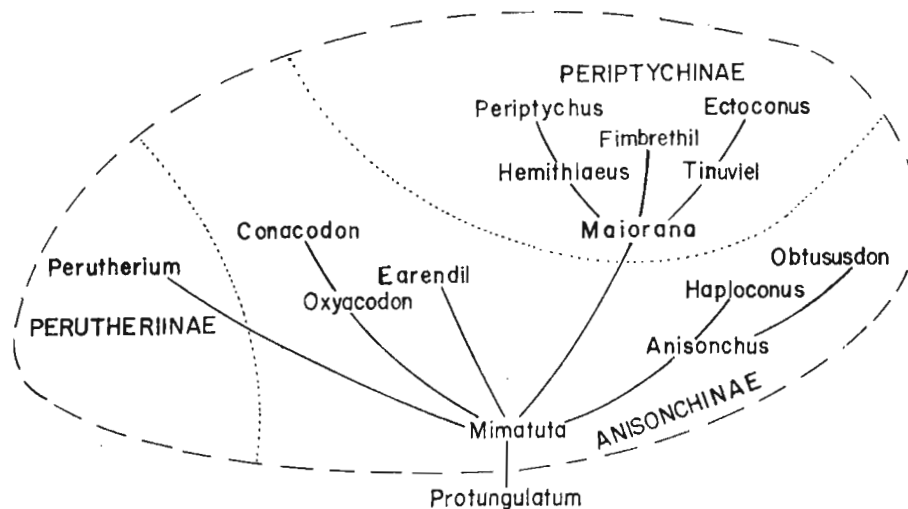 PERIPTYCHINAE
Periptychus
Ectoconus
Fimbrethil
Hemithlaeus
Tinuviel
Conacodon
Maiorana
Perutherium
Earendil
Obtususdon
Oxyacodon
Haploconus
PERUTHERIINAE
Anisonchus
ANISONCHINAE
Mimatuta
Protungulatum